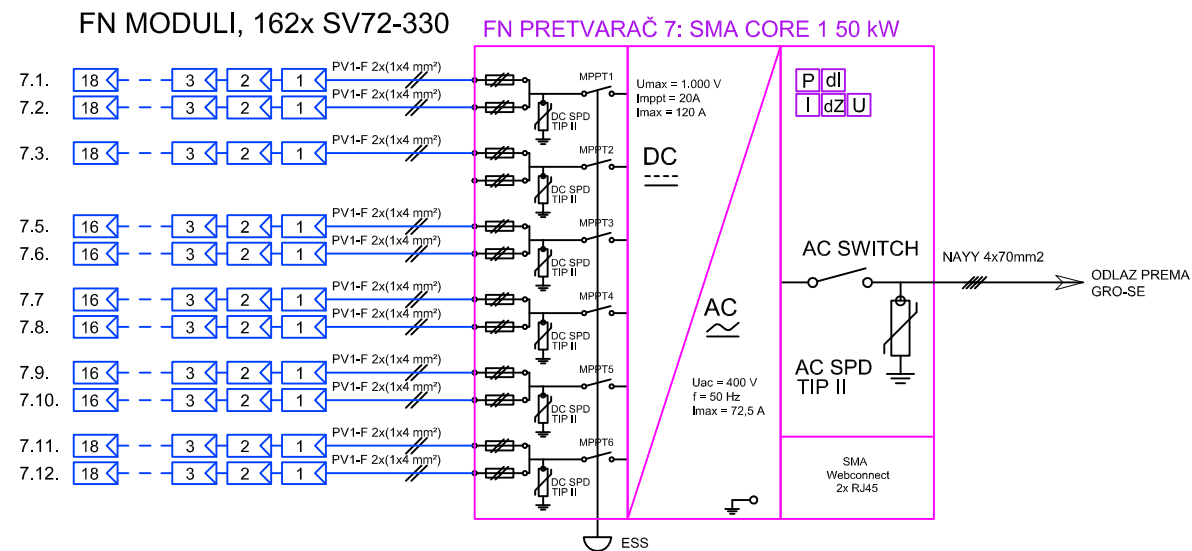 FN MODULI, 162x SV72-330
FN PRETVARAČ 7: SMA CORE 1 50 kW
7.1. 18 3 2 1 PV1-F 2x(1x4 mm²)
7.2. 18 3 2 1 PV1-F 2x(1x4 mm²)
MPPT1
DC SPD
TIP II
7.3. 18 3 2 1 PV1-F 2x(1x4 mm²)
MPPT2
DC SPD
TIP II
7.5. 16 3 2 1 PV1-F 2x(1x4 mm²)
7.6. 16 3 2 1 PV1-F 2x(1x4 mm²)
MPPT3
DC SPD
TIP II
7.7 16 3 2 1 PV1-F 2x(1x4 mm²)
7.8. 16 3 2 1 PV1-F 2x(1x4 mm²)
MPPT4
DC SPD
TIP II
7.9. 16 3 2 1 PV1-F 2x(1x4 mm²)
7.10. 16 3 2 1 PV1-F 2x(1x4 mm²)
MPPT5
DC SPD
TIP II
7.11. 18 3 2 1 PV1-F 2x(1x4 mm²)
7.12. 18 3 2 1 PV1-F 2x(1x4 mm²)
MPPT6
DC SPD
TIP II
ESS
Umax = 1.000 V
Imppt = 20A
Imax = 120 A
DC
AC
Uac = 400 V
f = 50 Hz
Imax = 72,5 A
P dI
I dZ U
AC SWITCH
AC SPD
TIP II
SMA
Webconnect
2x RJ45
NAYY 4x70mm2
ODLAZ PREMA
GRO-SE